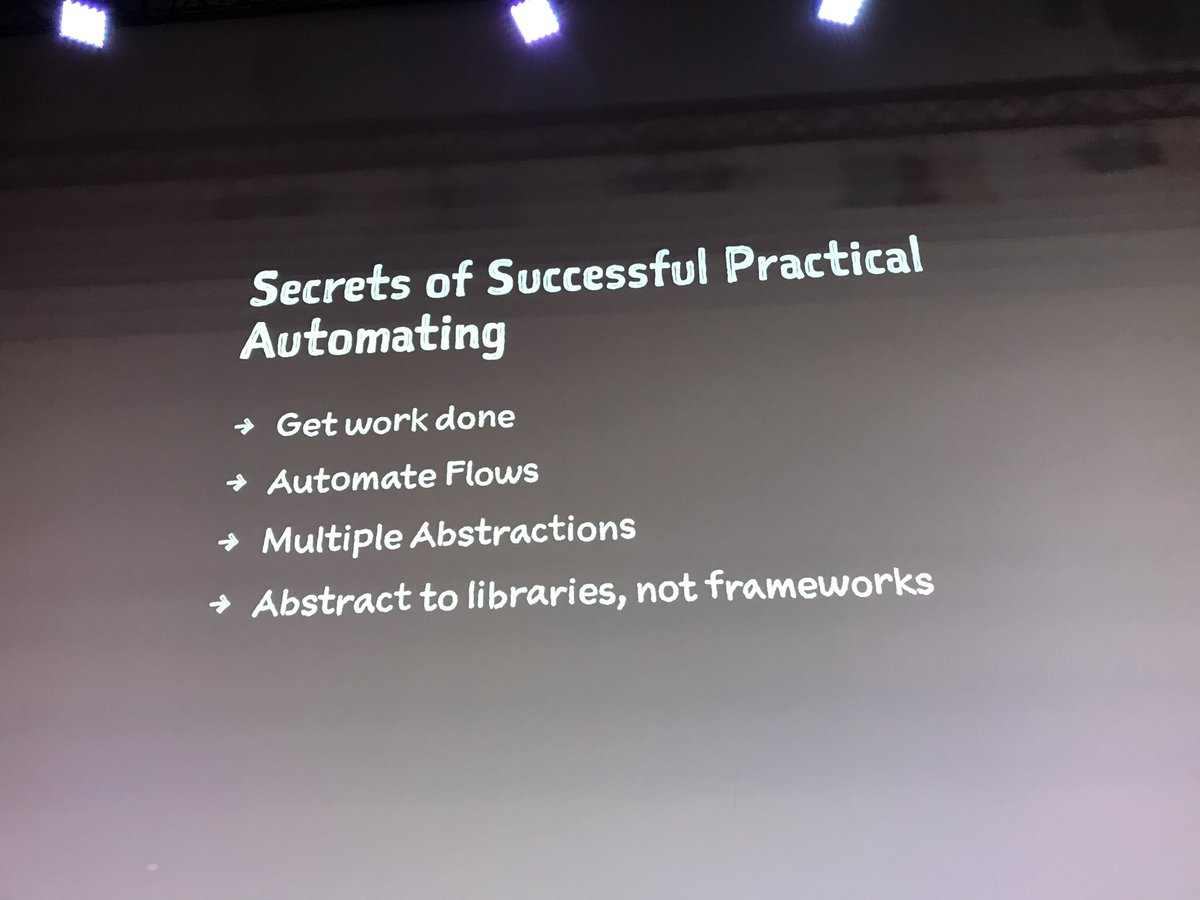 Secrets of Successful Practical
Automating
→ Get work done
→ Automate Flows
→ Multiple Abstractions
→ Abstract to libraries, not frameworks